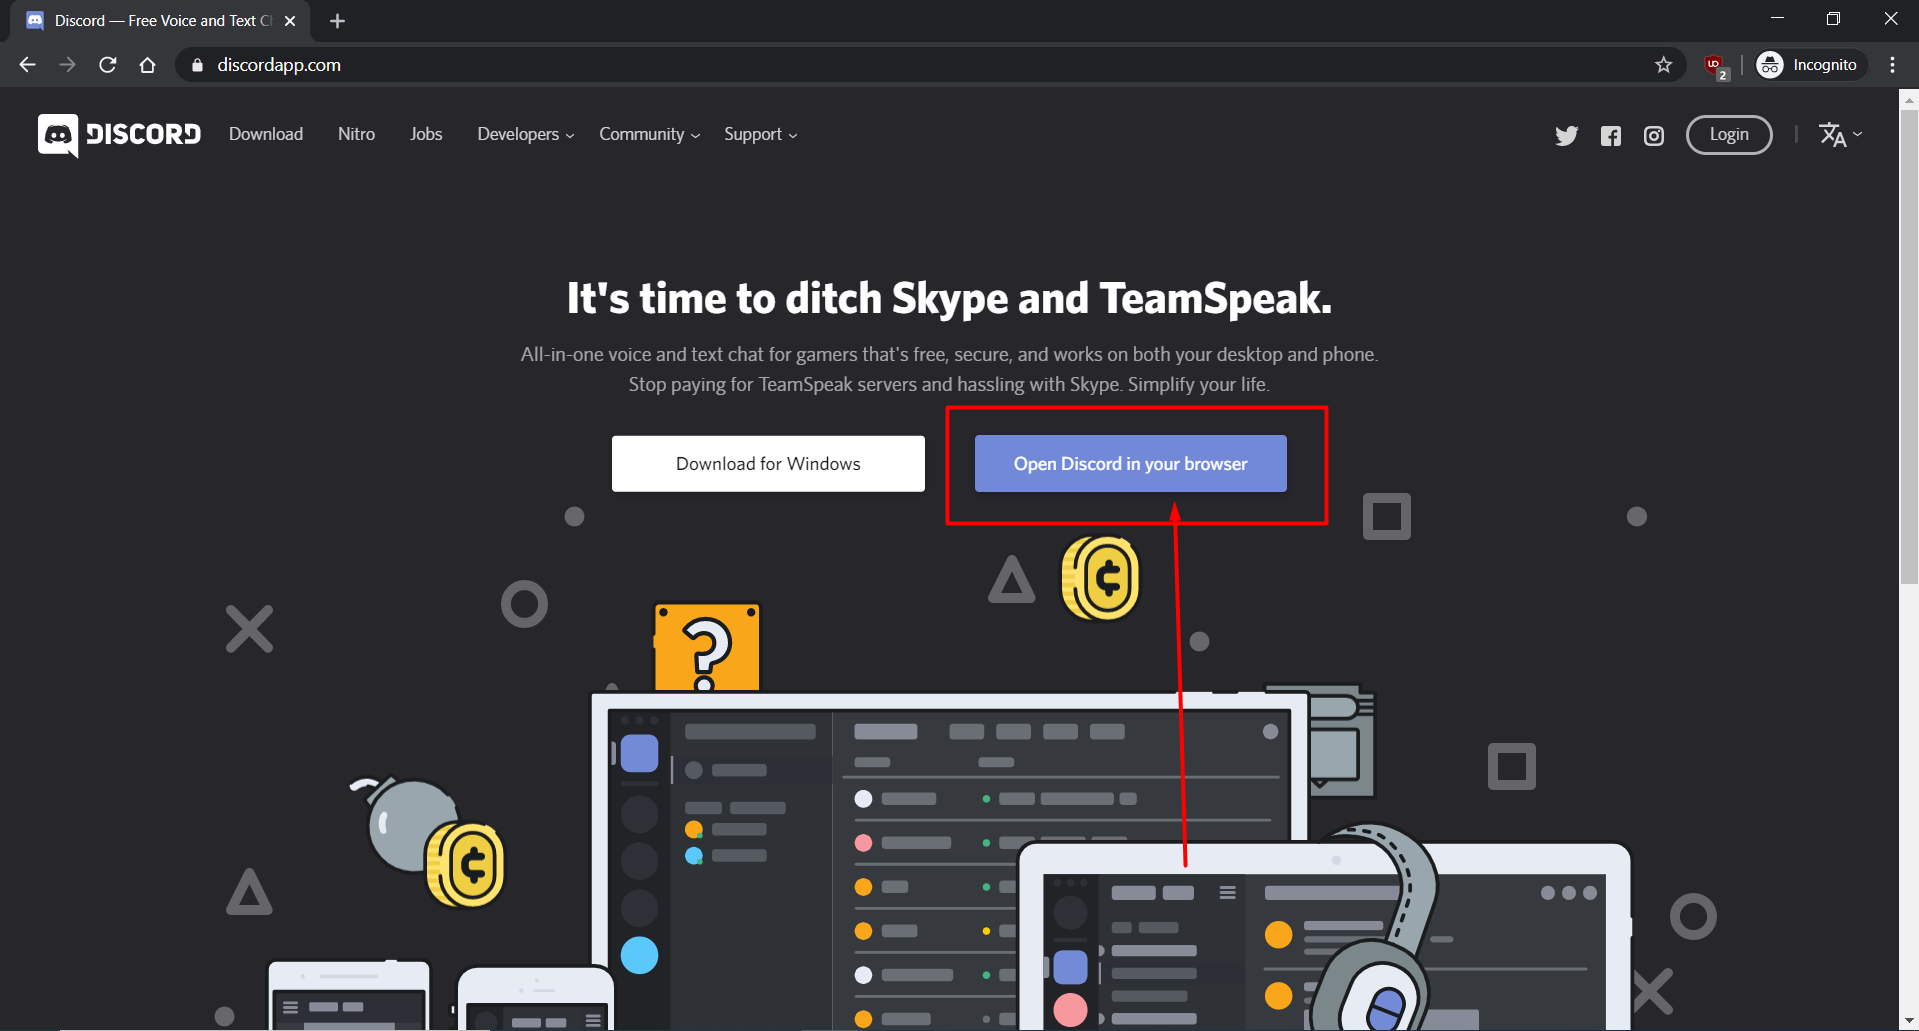 Discord — Free Voice and Text Ch
discordapp.com
2
Incognito
DISCORD
Download
Nitro
Jobs
Developers
Community
Support
Login
It's time to ditch Skype and TeamSpeak.
All-in-one voice and text chat for gamers that's free, secure, and works on both your desktop and phone.
Stop paying for TeamSpeak servers and hassling with Skype. Simplify your life.
Download for Windows
Open Discord in your browser
?